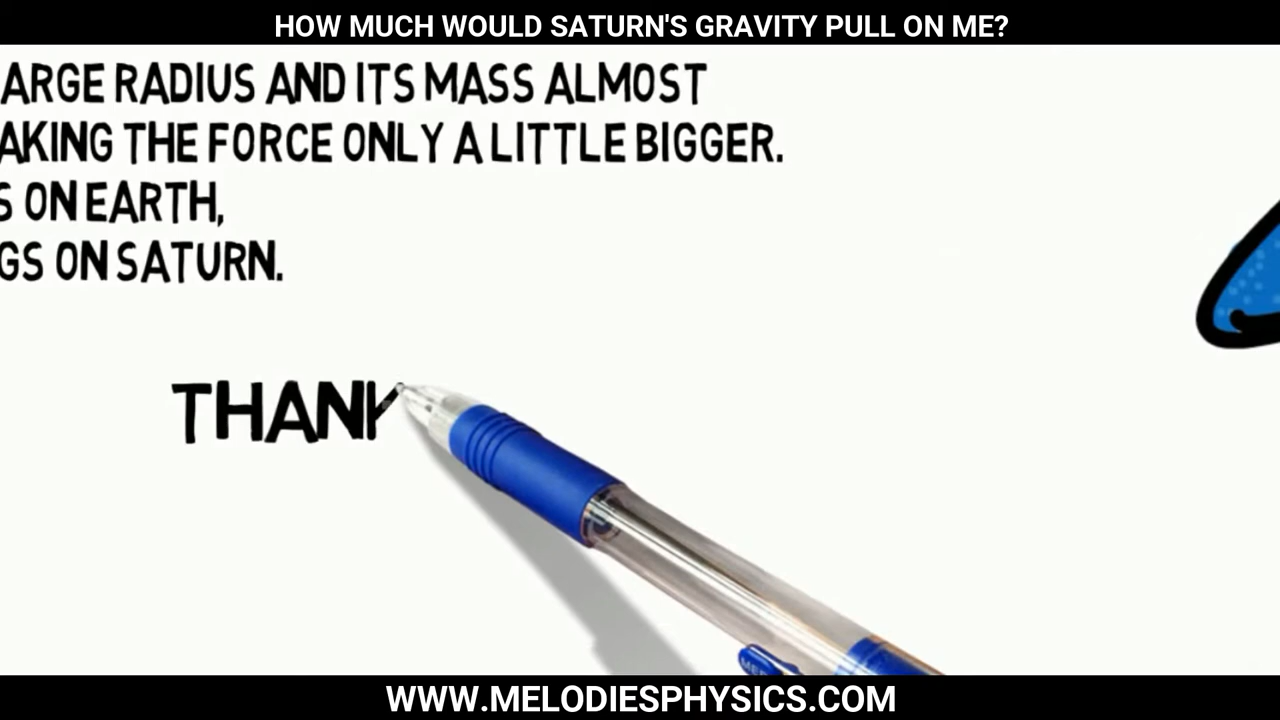 HOW MUCH WOULD SATURN'S GRAVITY PULL ON ME?
ARGE RADIUS AND ITS MASS ALMOST
AKING THE FORCE ONLY A LITTLE BIGGER.
S ON EARTH,
GS ON SATURN.
THANK
WWW.MELODIESPHYSICS.COM